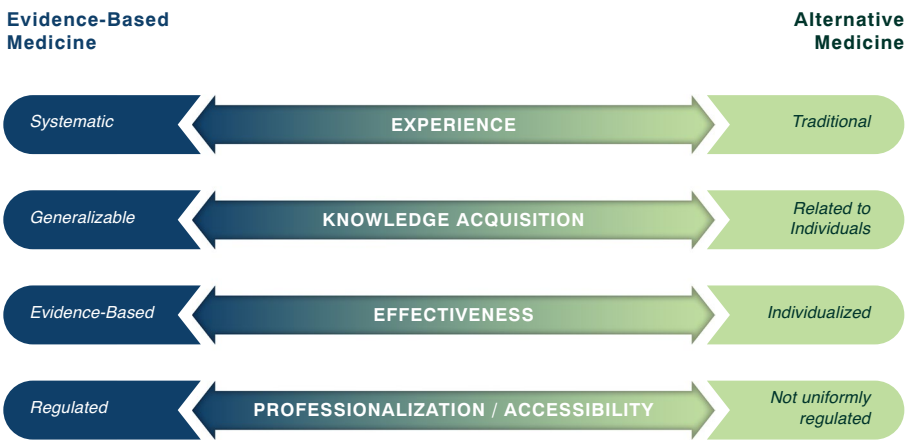 Evidence-Based
Medicine
Alternative
Medicine
Systematic
EXPERIENCE
Traditional
Generalizable
KNOWLEDGE ACQUISITION
Related to
Individuals
Evidence-Based
EFFECTIVENESS
Individualized
Regulated
PROFESSIONALIZATION / ACCESSIBILITY
Not uniformly
regulated